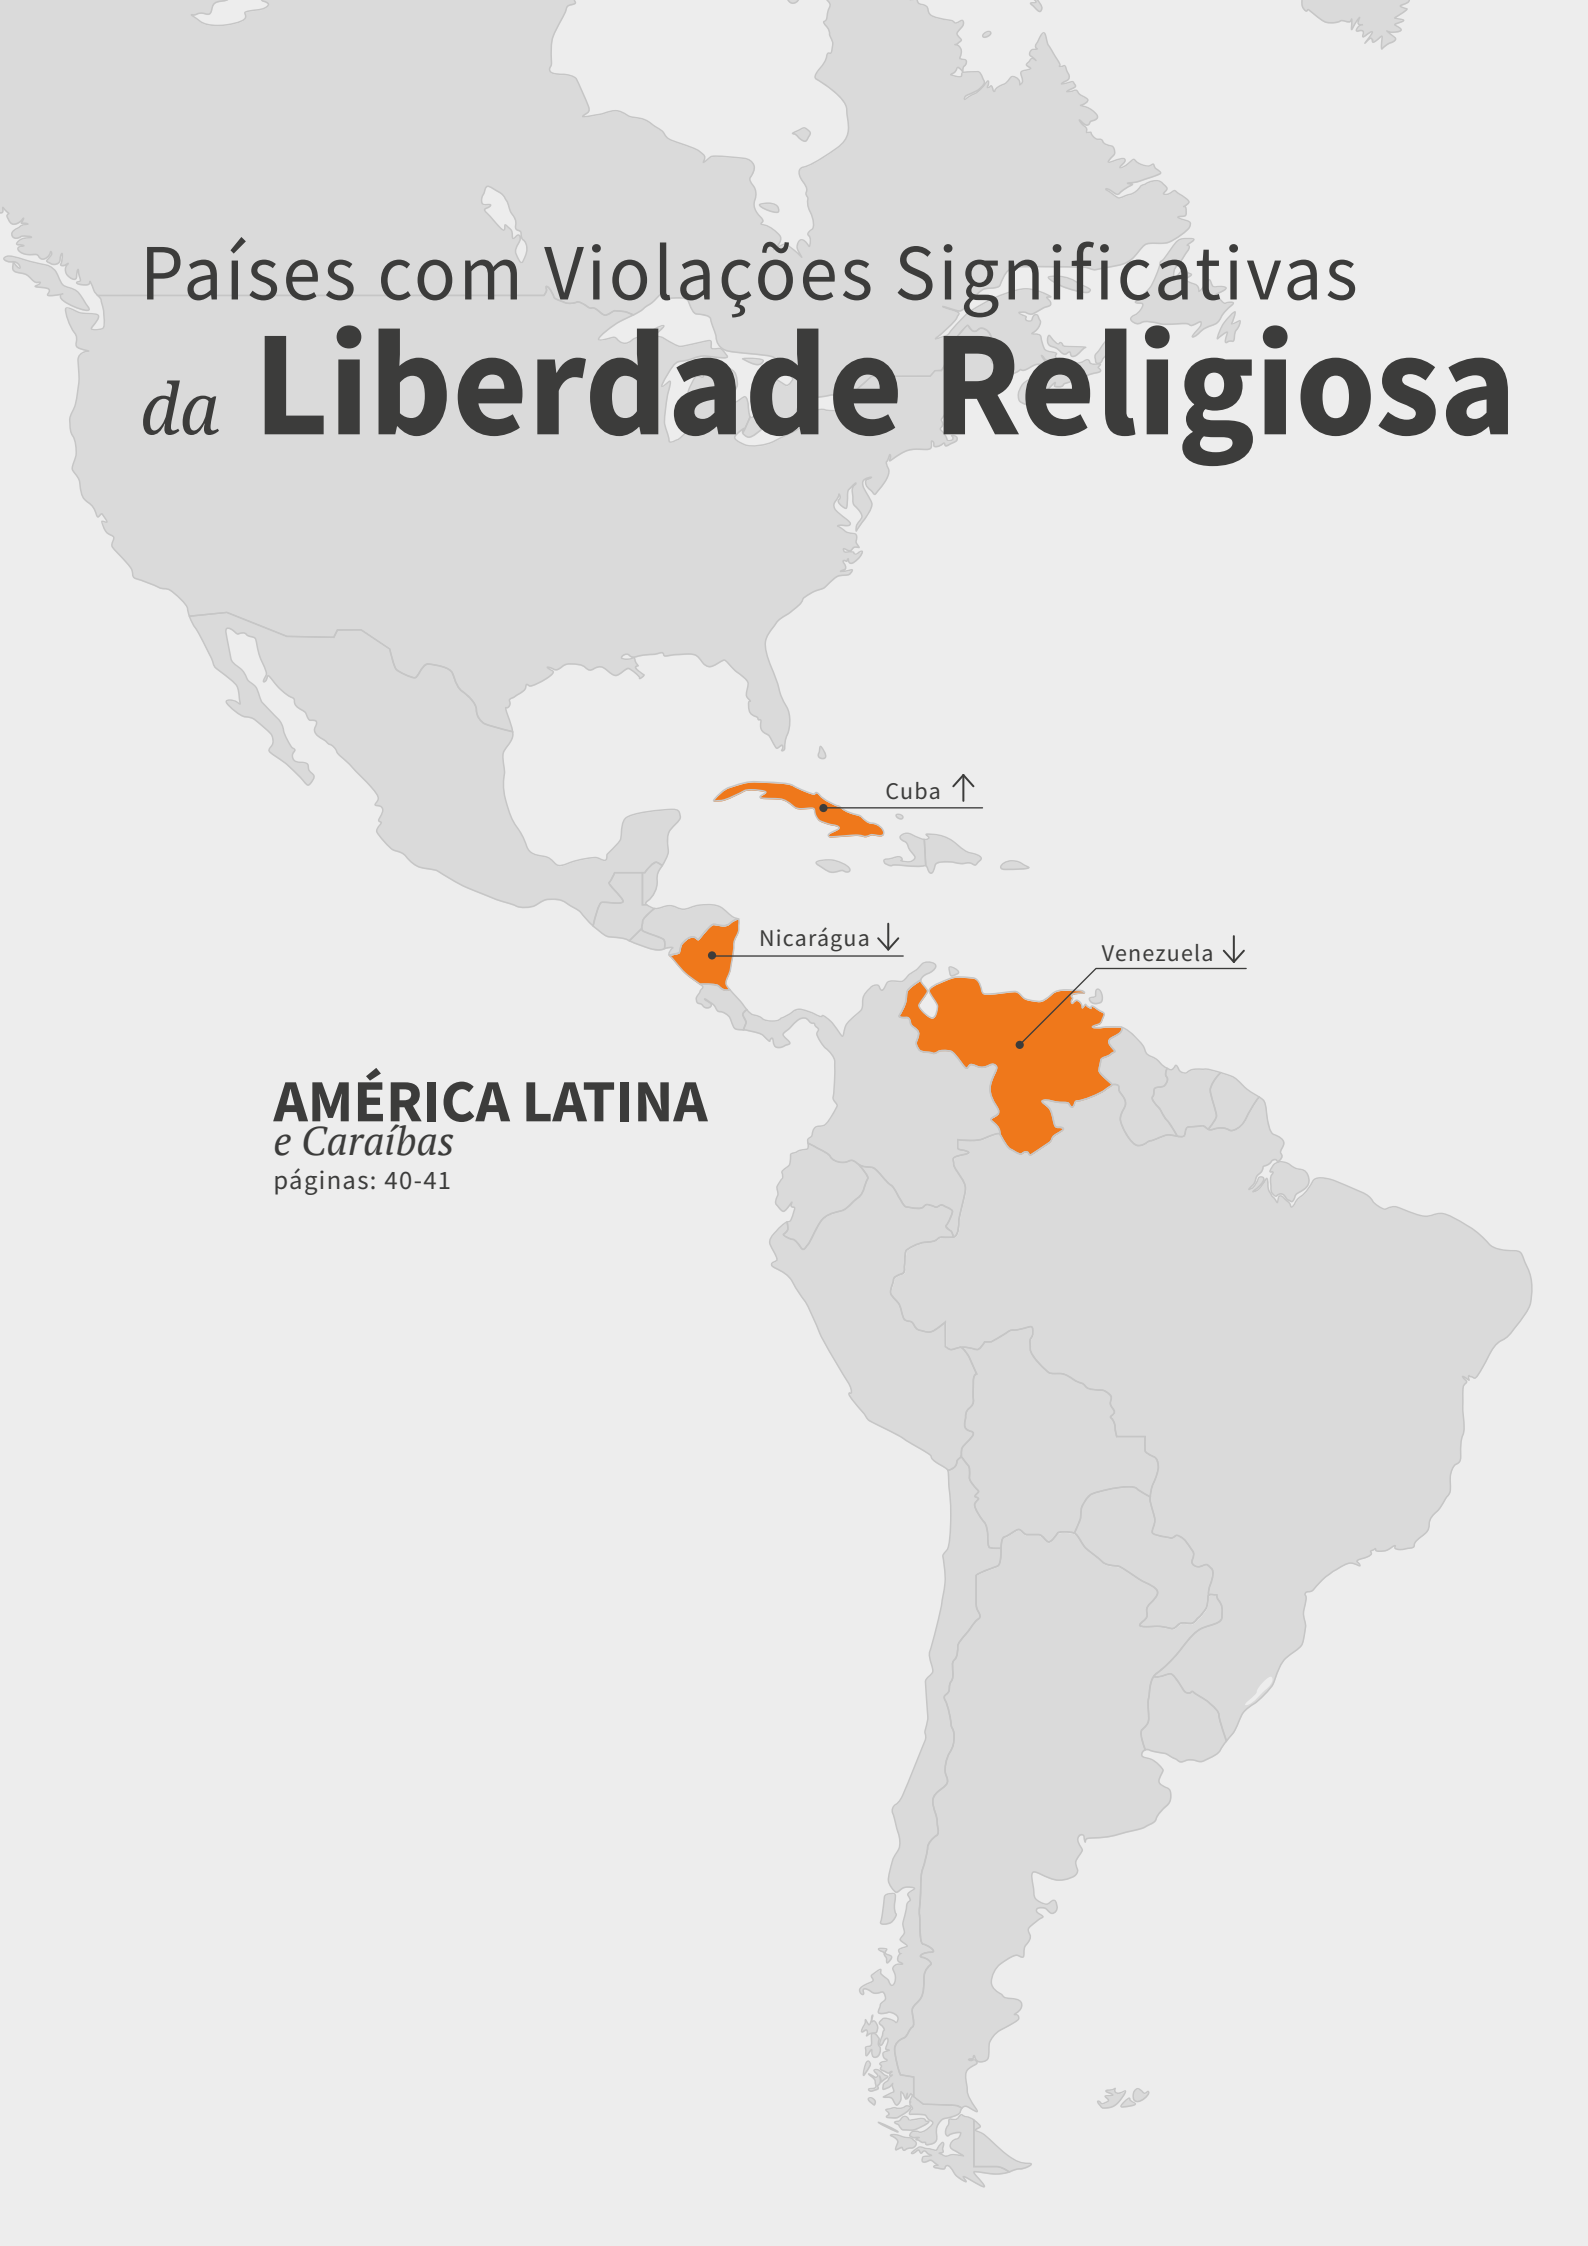 Países com Violações Significativas
da Liberdade Religiosa
Cuba ↑
Nicarágua ↓
Venezuela ↓
AMÉRICA LATINA
e Caraíbas
páginas: 40-41